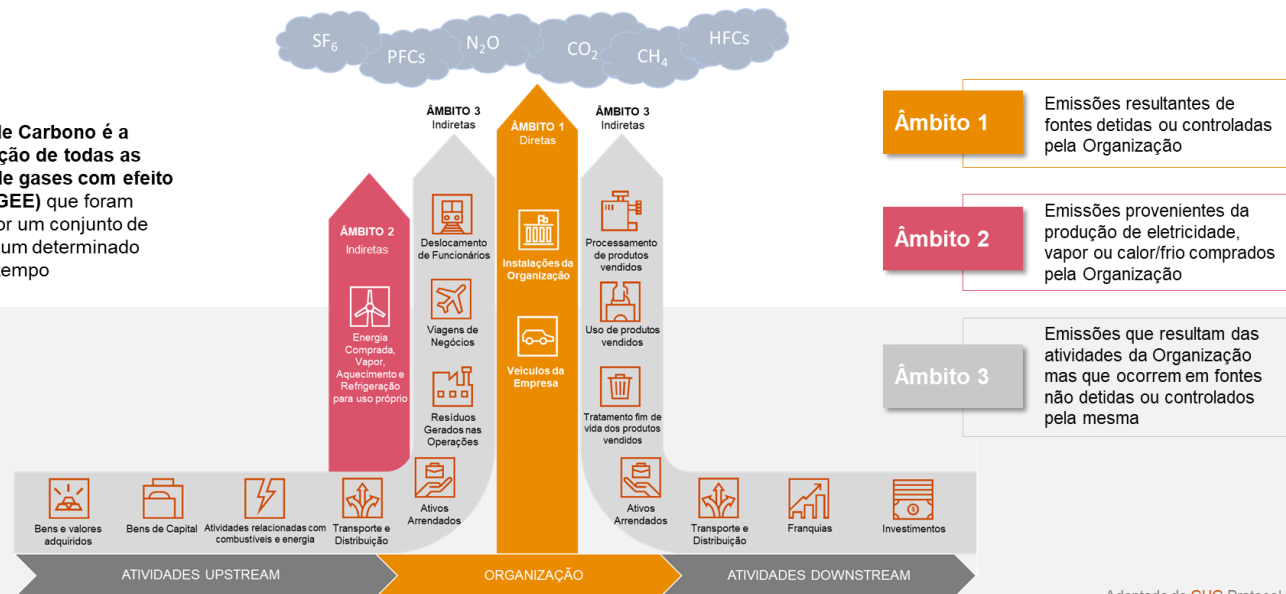 SF6
PFCs
N2O
CO2
CH4
HFCs
le Carbono é a
ção de todas as
le gases com efeito
GEE) que foram
or um conjunto de
um determinado
tempo
ÂMBITO 2
Indiretas
Energia
Comprada,
Vapor,
Aquecimento e
Refrigeração
para uso próprio
ÂMBITO 3
Indiretas
Deslocamento
de Funcionários
Viagens de
Negócios
Resíduos
Gerados nas
Operações
Ativos
Arrendados
ÂMBITO 1
Diretas
Instalações da
Organização
Veículos da
Empresa
ÂMBITO 3
Indiretas
Processamento
de produtos
vendidos
Uso de produtos
vendidos
Tratamento fim de
vida dos produtos
vendidos
Ativos
Arrendados
Bens e valores
adquiridos
Bens de Capital
Atividades relacionadas com
combustíveis e energia
Transporte e
Distribuição
Transporte e
Distribuição
Franquias
Investimentos
ATIVIDADES UPSTREAM
ORGANIZAÇÃO
ATIVIDADES DOWNSTREAM
Âmbito 1
Emissões resultantes de
fontes detidas ou controladas
pela Organização
Âmbito 2
Emissões provenientes da
produção de eletricidade,
vapor ou calor/frio comprados
pela Organização
Âmbito 3
Emissões que resultam das
atividades da Organização
mas que ocorrem em fontes
não detidas ou controlados
pela mesma
Adaptado do GHG Protocol